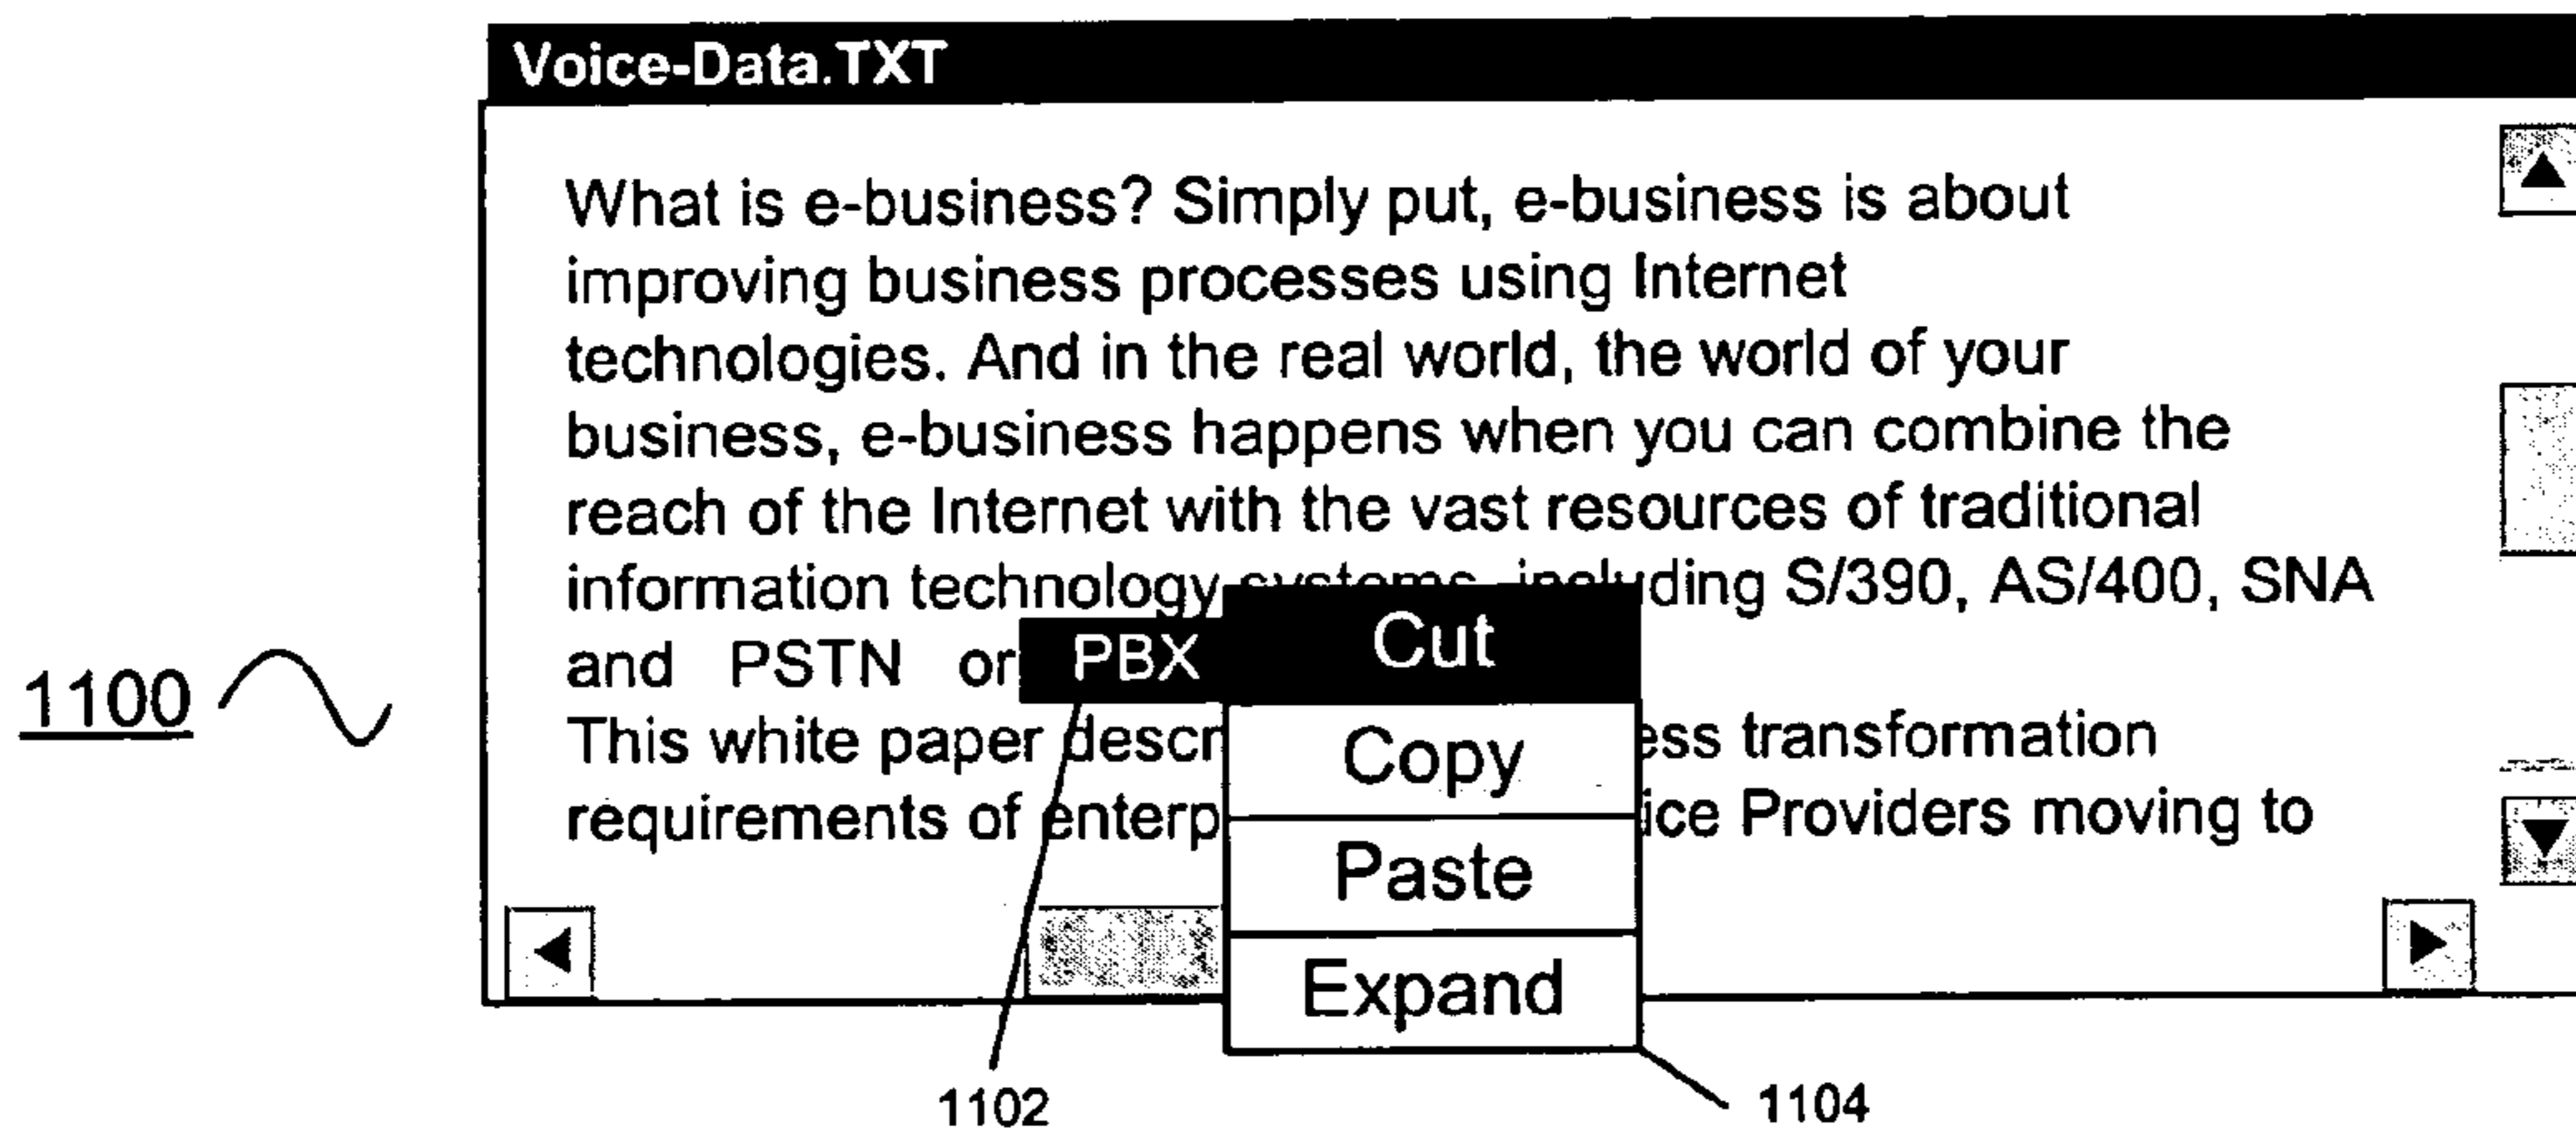 Voice-Data.TXT
What is e-business? Simply put, e-business is about
improving business processes using Internet
technologies. And in the real world, the world of your
business, e-business happens when you can combine the
reach of the Internet with the vast resources of traditional
information technology systems, including S/390, AS/400, SNA
and PSTN or PBX
This white paper descr ess transformation
requirements of enterp ice Providers moving to
Cut
Copy
Paste
Expand
1100
1102
1104